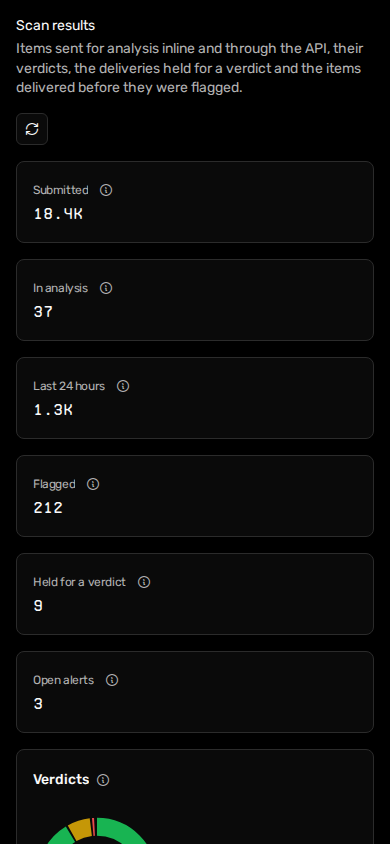 Scan results
Items sent for analysis inline and through the API, their
verdicts, the deliveries held for a verdict and the items
delivered before they were flagged.
Submitted
18.4K
In analysis
37
Last 24 hours
1.3K
Flagged
212
Held for a verdict
9
Open alerts
3
Verdicts